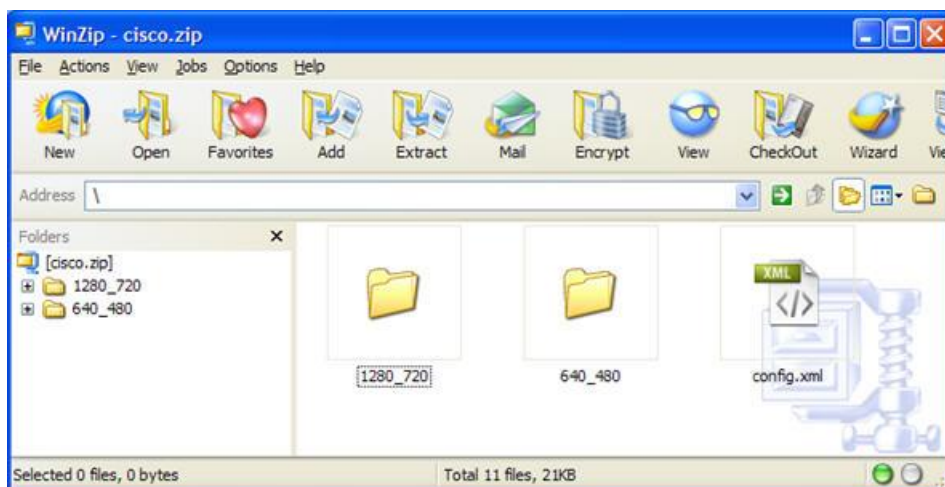 WinZip - cisco.zip
File Actions View Jobs Options Help
New Open Favorites Add Extract Mail Encrypt View CheckOut Wizard
Address \
Folders
[cisco.zip]
1280_720
640_480
XML
1280_720 640_480 config.xml
Selected 0 files, 0 bytes Total 11 files, 21KB